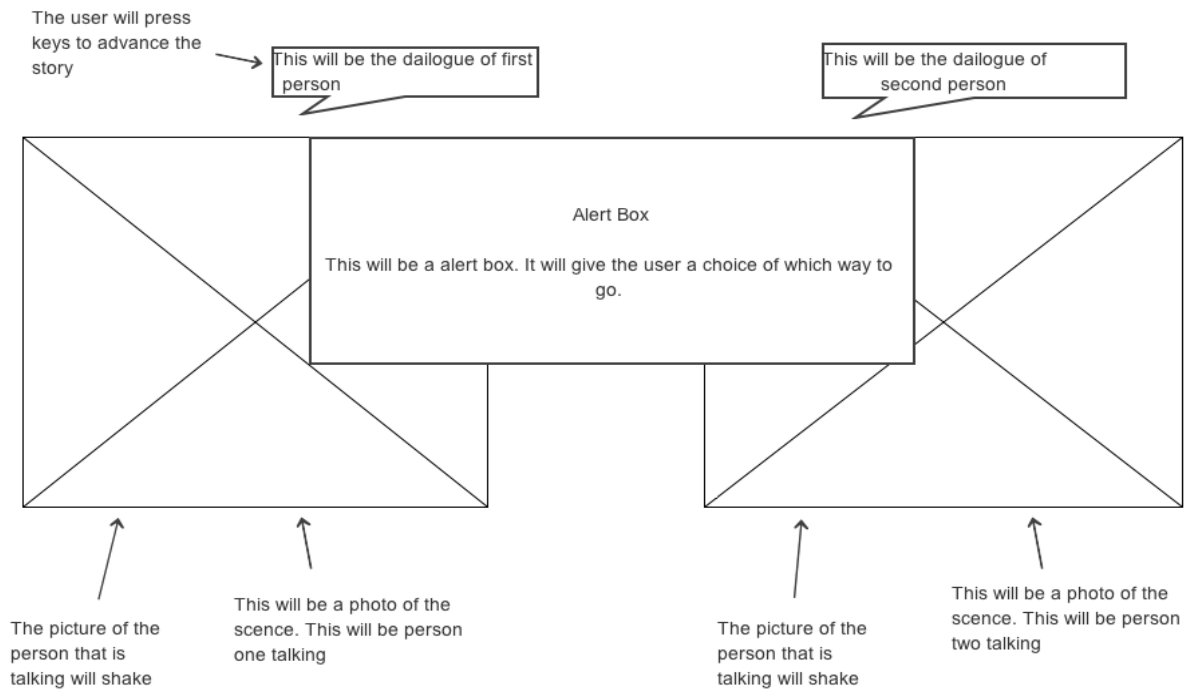 The user will press
keys to advance the
story
This will be the dailogue of first
person
This will be the dailogue of
second person
Alert Box
This will be a alert box. It will give the user a choice of which way to
go.
The picture of the
person that is
talking will shake
This will be a photo of the
scence. This will be person
one talking
The picture of the
person that is
talking will shake
This will be a photo of the
scence. This will be person
two talking